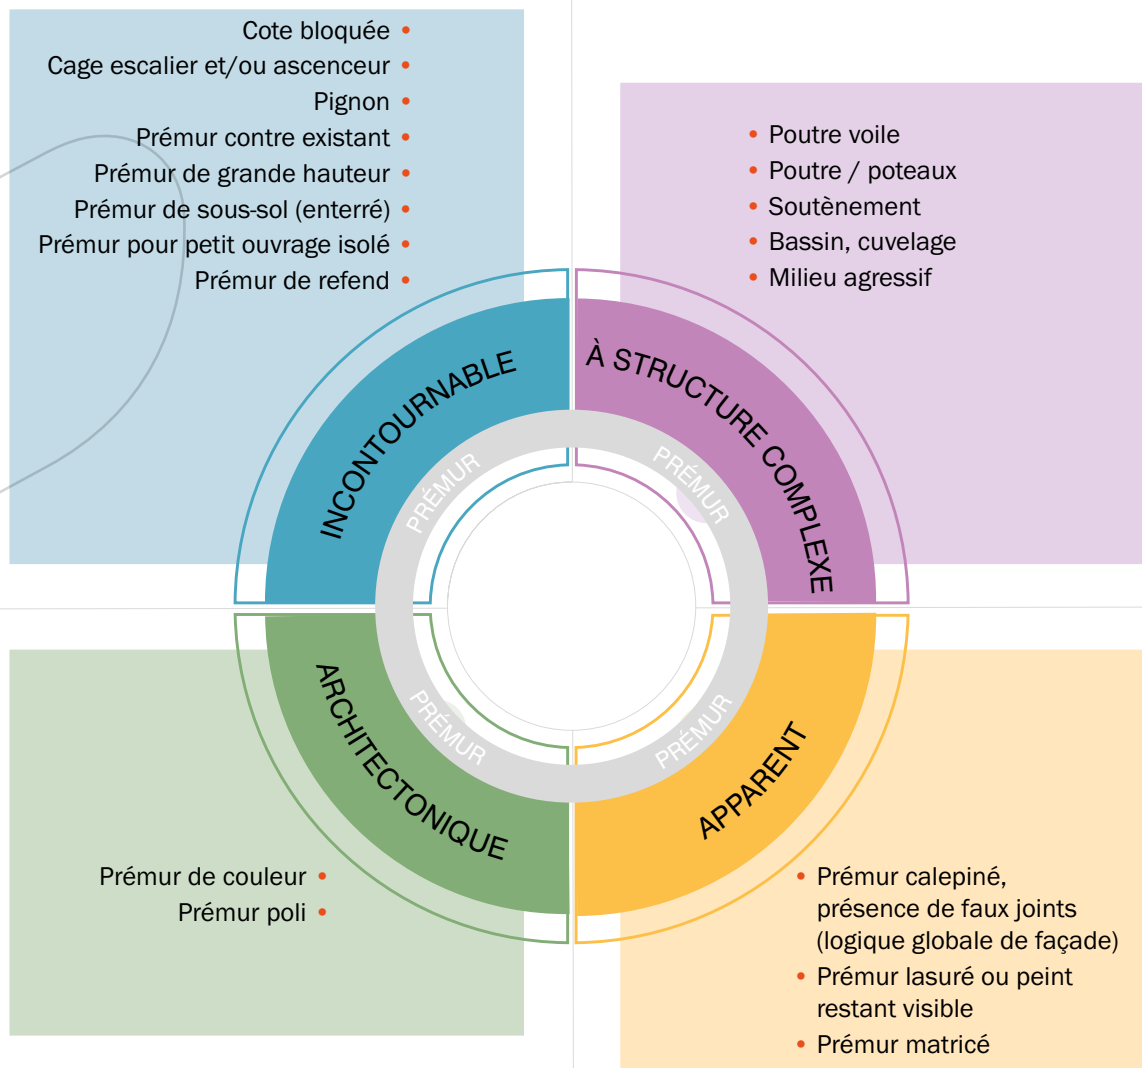 Cote bloquée
Cage escalier et/ou ascenceur
Pignon
Prémur contre existant
Prémur de grande hauteur
Prémur de sous-sol (enterré)
Prémur pour petit ouvrage isolé
Prémur de refend
• Poutre voile
• Poutre / poteaux
• Soutènement
• Bassin, cuvelage
• Milieu agressif
INCONTOURNABLE
PRÉMUR
À STRUCTURE COMPLEXE
PRÉMUR
ARCHITECTONIQUE
PRÉMUR
APPARENT
PRÉMUR
Prémur de couleur
Prémur poli
• Prémur calepiné,
présence de faux joints
(logique globale de façade)
• Prémur lasuré ou peint
restant visible
• Prémur matricé